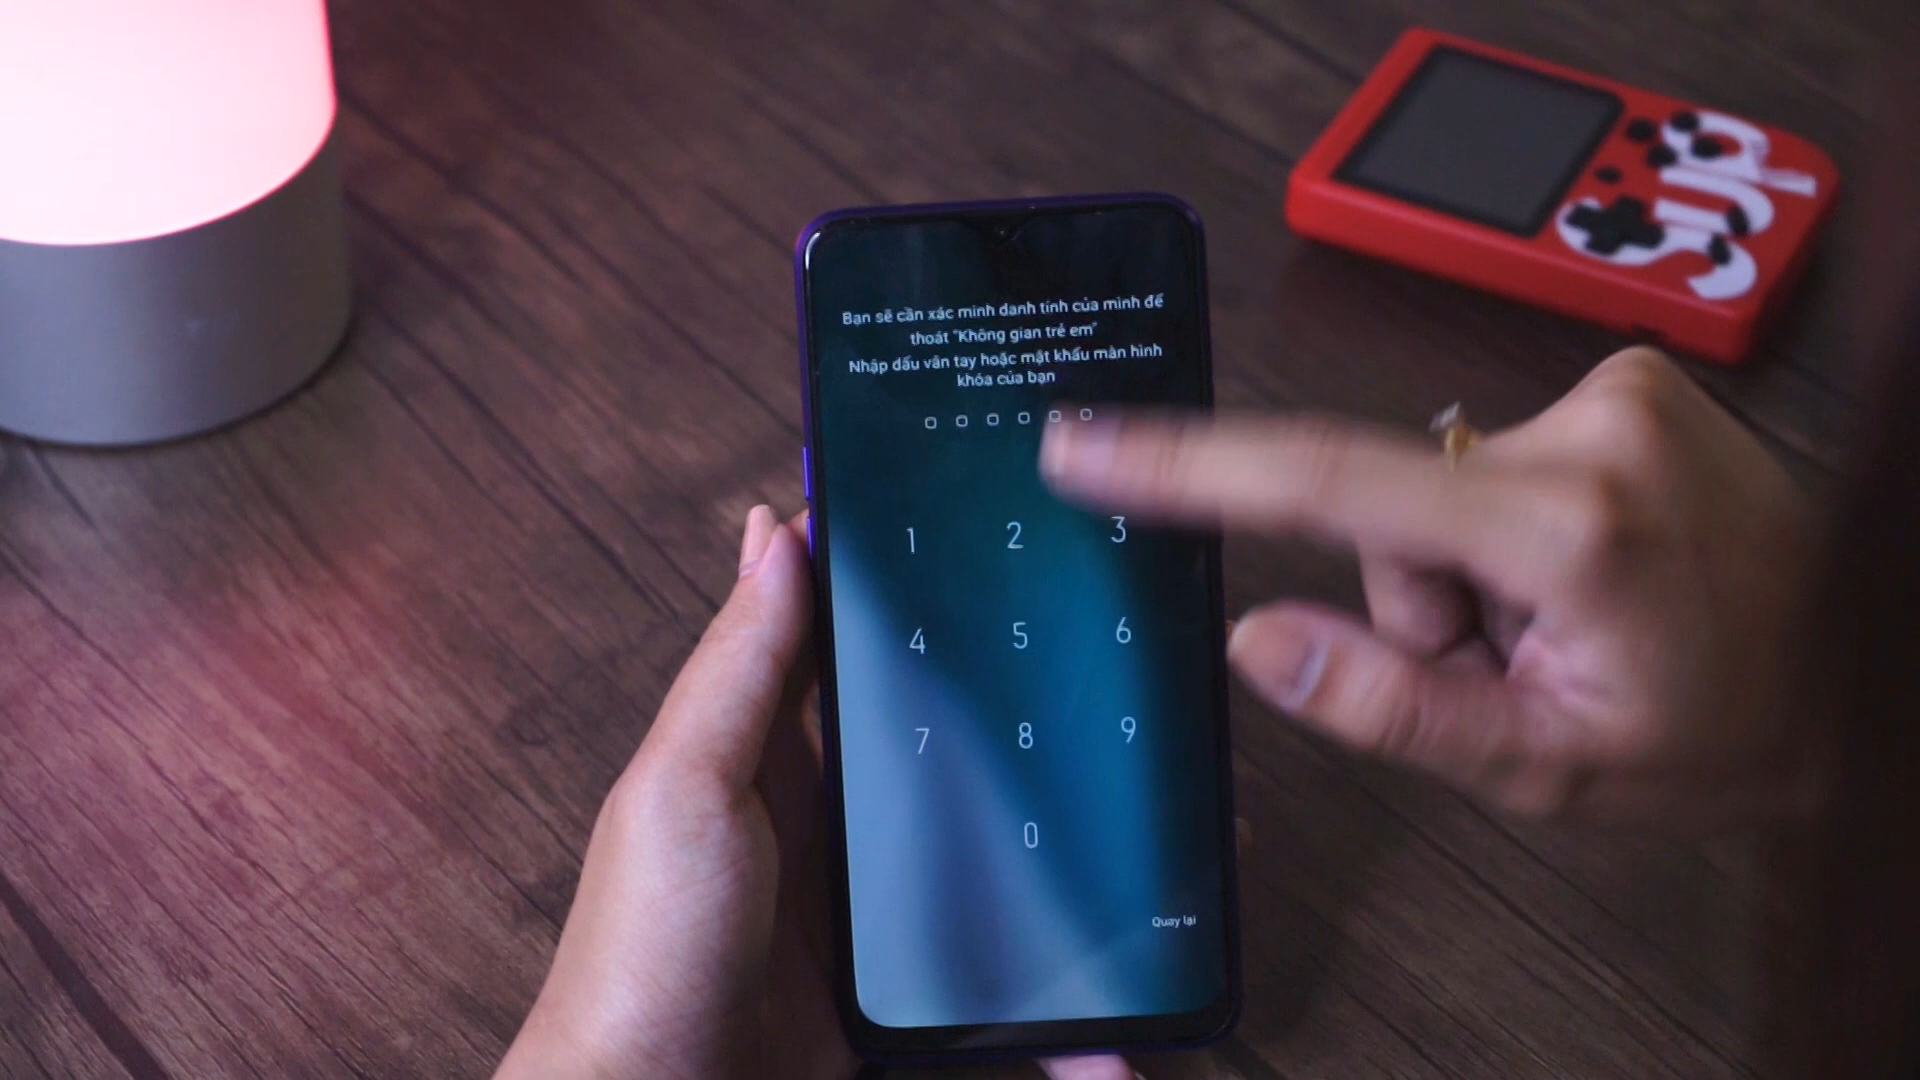 Bạn sẽ cần xác minh danh tính của mình để
thoát "Không gian trẻ em"
Nhập dấu vân tay hoặc mật khẩu màn hình
khóa của bạn
1 2 3
4 5 6
7 8 9
0
Quay lại
Sup